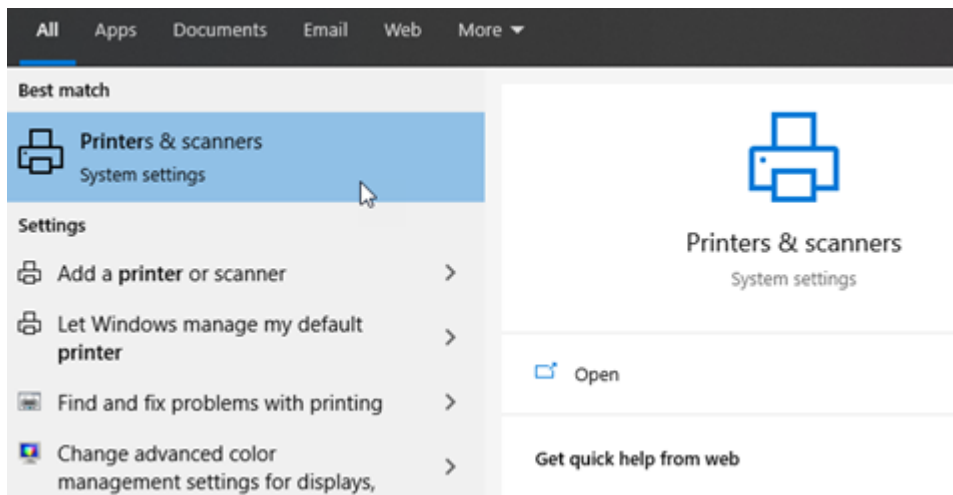 All Apps Documents Email Web More
Best match
Printers & scanners
System settings
Settings
Add a printer or scanner
Let Windows manage my default
printer
Find and fix problems with printing
Change advanced color
management settings for displays,
Printers & scanners
System settings
Open
Get quick help from web